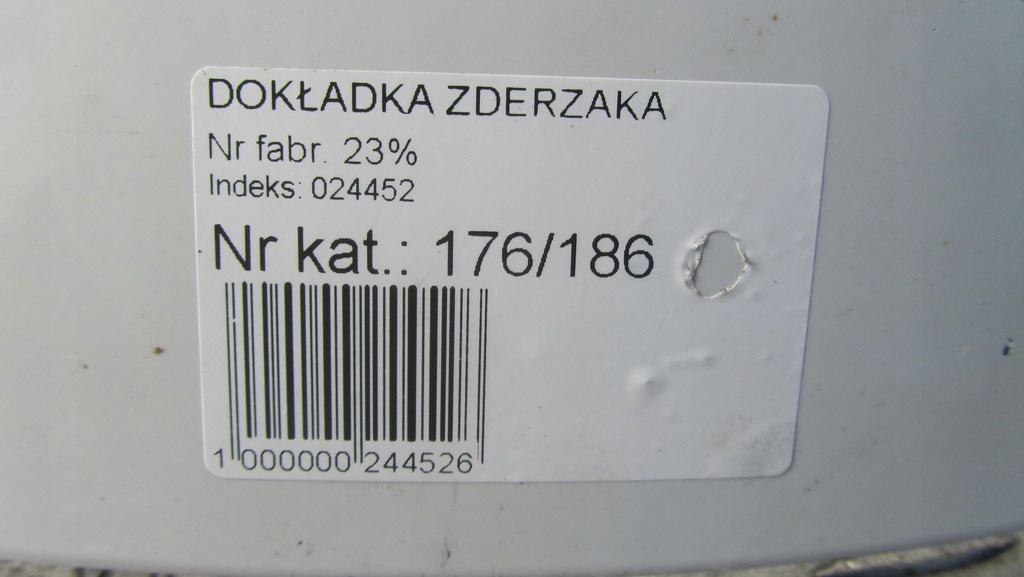 DOKŁADKA ZDERZAKA
Nr fabr. 23%
Indeks: 024452
Nr kat.: 176/186
1 000000 244526